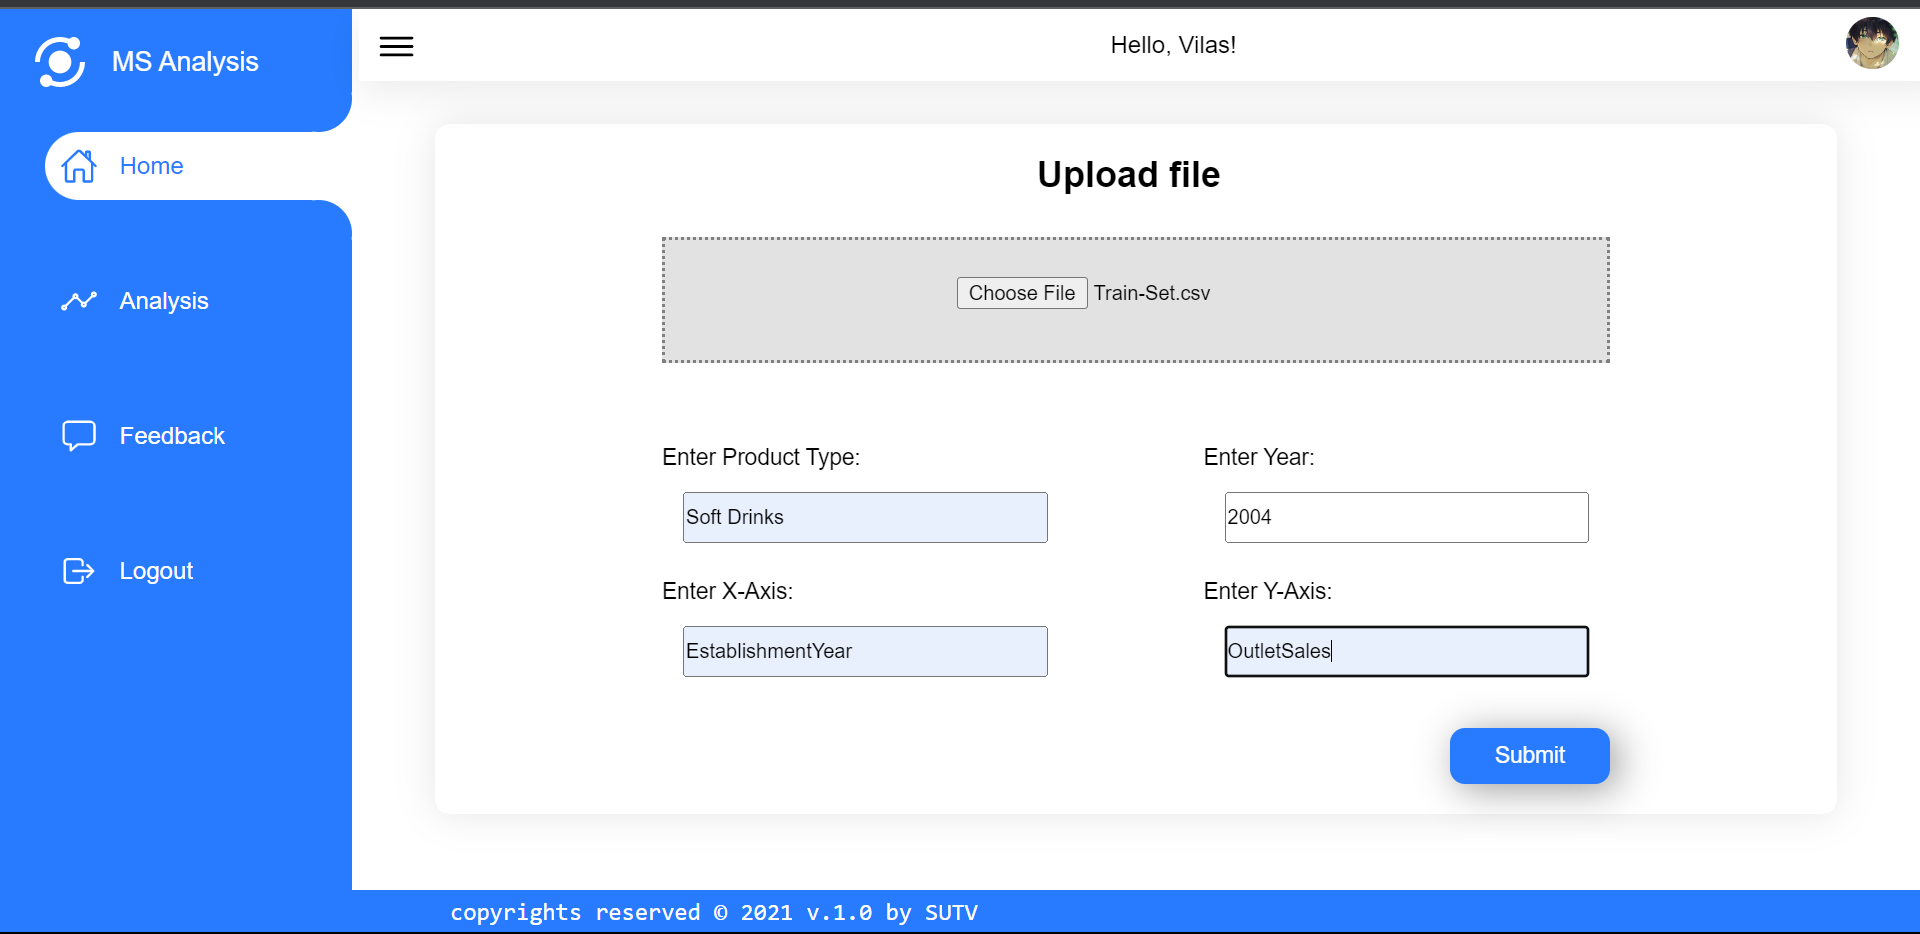 MS Analysis
Hello, Vilas!
Home
Analysis
Feedback
Logout
Upload file
Choose File Train-Set.csv
Enter Product Type:
Enter Year:
Soft Drinks
2004
Enter X-Axis:
Enter Y-Axis:
EstablishmentYear
OutletSales
Submit
copyrights reserved © 2021 v.1.0 by SUTV